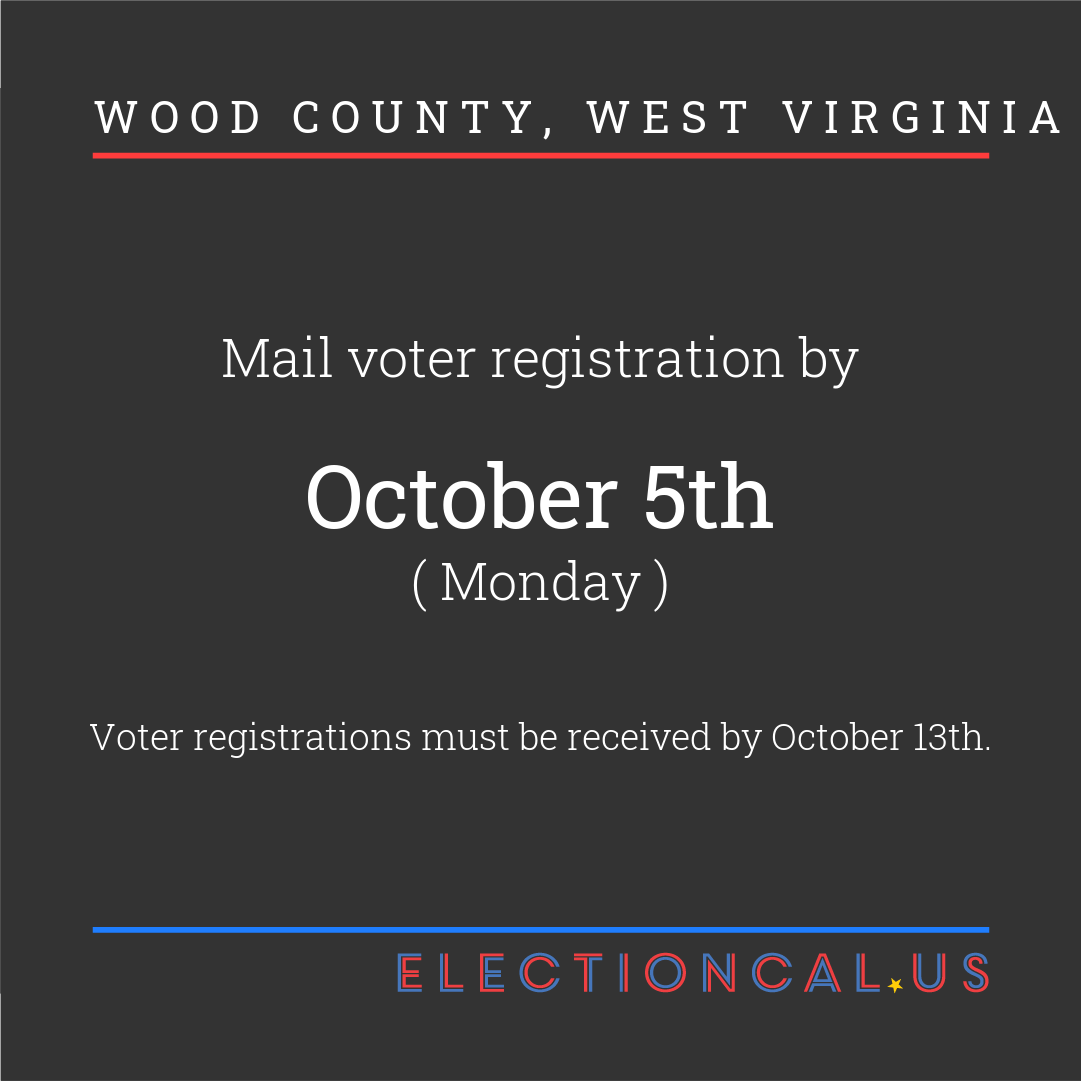 WOOD COUNTY, WEST VIRGINIA
Mail voter registration by
October 5th
( Monday )
Voter registrations must be received by October 13th.
ELECTIONCAL.US